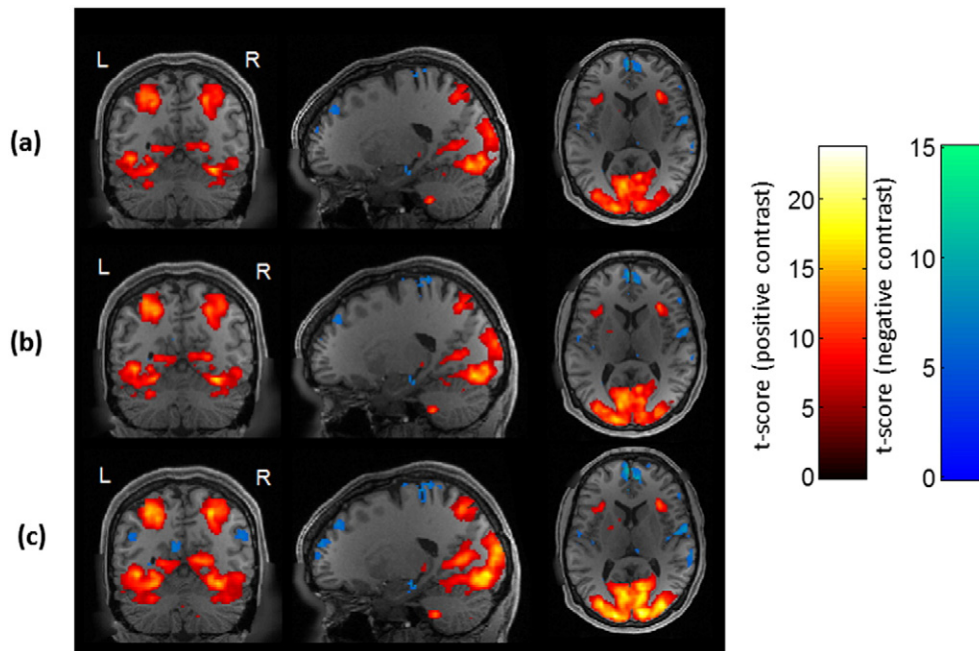 L
R
(a)
L
R
(b)
L
R
(c)
t-score (positive contrast)
20
15
10
5
0
t-score (negative contrast)
15
10
5
0